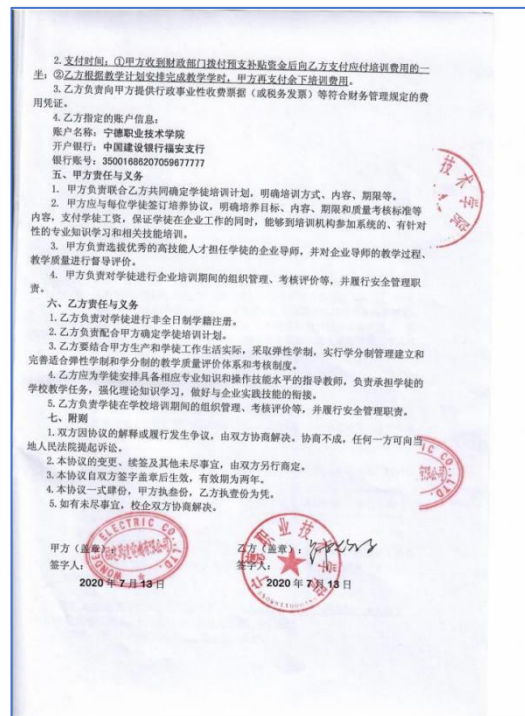 2. 支付时间：①甲方收到财政部门拨付预支补贴资金后向乙方支付应付培训费用的一
半；②乙方根据教学计划安排完成教学学时，甲方再支付余下培训费用。
3. 乙方负责向甲方提供行政事业性收费票据（或税务发票）等符合财务管理规定的费
用凭证。
4. 乙方指定的账户信息：
账户名称：宁德职业技术学院
开户银行：中国建设银行福安支行
银行账号：35001686207059677777
五、甲方责任与义务
1. 甲方负责联合乙方共同确定学徒培训计划，明确培训方式、内容、期限等。
2. 甲方应与每位学徒签订培养协议，明确培养目标、内容、期限和质量考核标准等
内容，支付学徒工资，保证学徒在企业工作的同时，能够到培训机构参加系统的、有针对
性的专业知识学习和相关技能培训。
3. 甲方负责选拔优秀的高技能人才担任学徒的企业导师，并对企业导师的教学过程、
教学质量进行督导评价。
4. 甲方负责对学徒进行企业培训期间的组织管理、考核评价等，并履行安全管理职
责。
六、乙方责任与义务
1. 乙方负责对学徒进行非全日制学籍注册。
2. 乙方负责配合甲方确定学徒培训计划。
3. 乙方要结合甲方生产和学徒工作生活实际，采取弹性学制，实行学分制管理建立和
完善适合弹性学制和学分制的教学质量评价体系和考核制度。
4. 乙方应为学徒安排具备相应专业知识和操作技能水平的指导教师，负责承担学徒的
学校教学任务，强化理论知识学习，做好与企业实践技能的衔接。
5. 乙方负责学徒在学校培训期间的组织管理、考核评价等，并履行安全管理职责。
七、附则
1. 双方因协议的解释或履行发生争议，由双方协商解决。协商不成，任何一方可向当
地人民法院提起诉讼。
2. 本协议的变更、续签及其他未尽事宜，由双方另行商定。
3. 本协议自双方签字盖章后生效，有效期为两年。
4. 本协议一式肆份，甲方执叁份，乙方执壹份为凭。
5. 如有未尽事宜，校企双方协商解决。
甲方（盖章）： 乙方（盖章）：
签字人： 签字人：
2020 年 7 月 13 日 2020 年 7 月 13 日
ELECTRIC CO.,LTD.
职业技术学
技术学